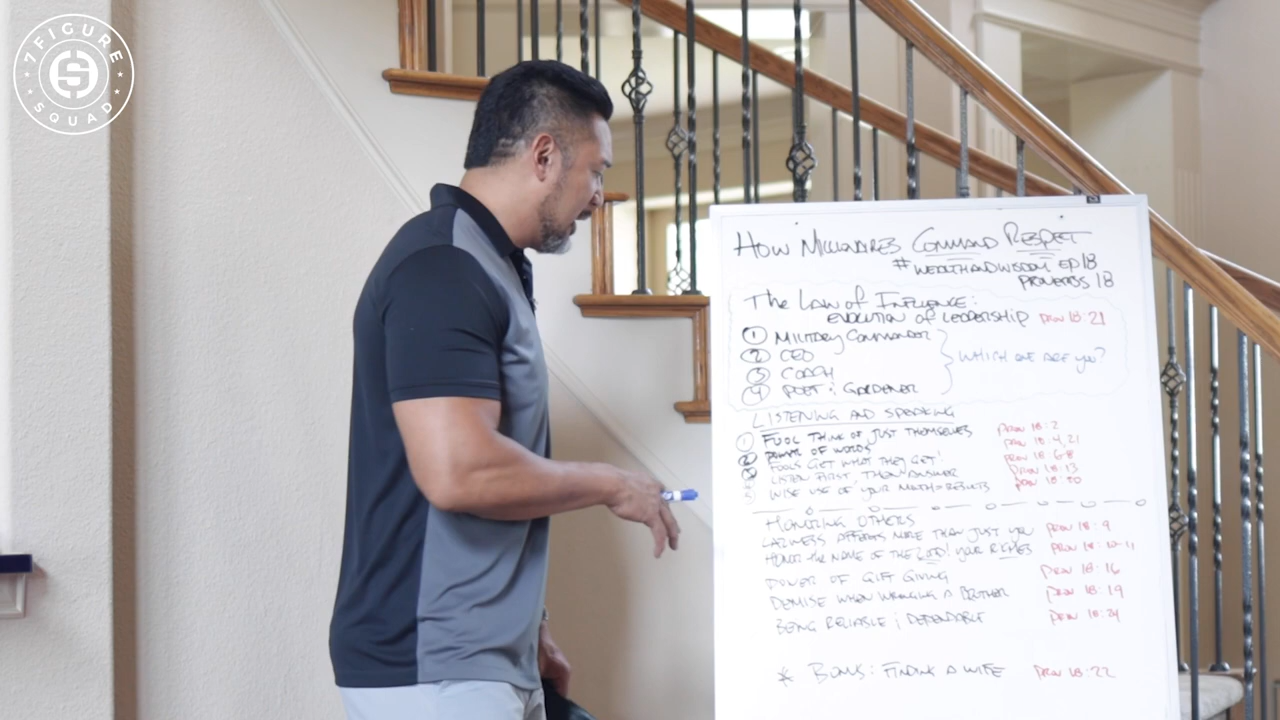 7 FIGURE SQUAD
HOW MILLIONAIRES COMMAND RESPECT
#WEALTHANDWISDOM EP 18
PROVERBS 18
THE LAW OF INFLUENCE:
EVOLUTION OF LEADERSHIP PROV 18:21
1 MILITARY COMMANDER
2 CEO
3 COACH
4 POET & GARDENER
WHICH ONE ARE YOU?
LISTENING AND SPEAKING
1 FOOL THINK OF JUST THEMSELVES PROV 18:2
2 POWER OF WORDS PROV 18:4,21
3 FOOLS GET WHAT THEY GET! PROV 18:6-8
4 LISTEN FIRST, THEN ANSWER PROV 18:13
5 WISE USE OF YOUR MOUTH=RESULTS PROV 18:20
HONORING OTHERS
LAZINESS AFFECTS MORE THAN JUST YOU PROV 18:9
HONOR THE NAME OF THE LORD! YOUR RICHES PROV 18:10-11
POWER OF GIFT GIVING PROV 18:16
DEMISE WHEN WRONGING A BROTHER PROV 18:19
BEING RELIABLE & DEPENDABLE PROV 18:24
* BONUS: FINDING A WIFE PROV 18:22